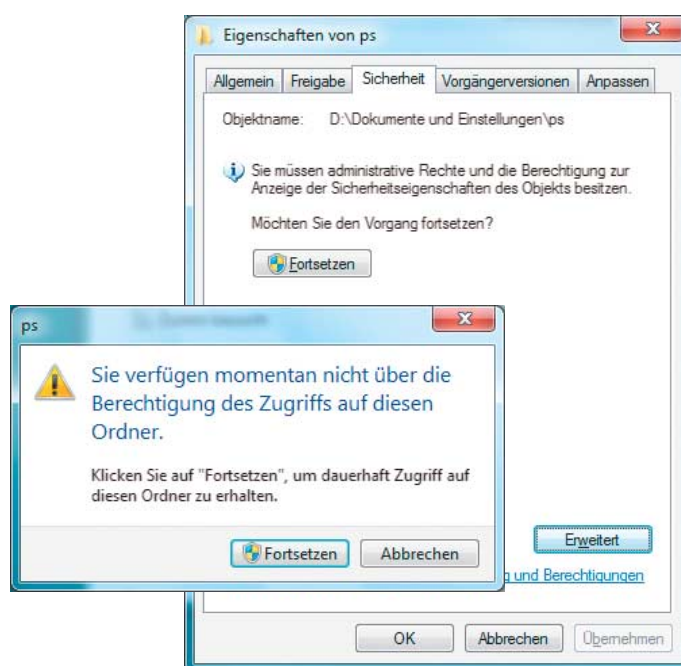 Eigenschaften von ps
Allgemein Freigabe Sicherheit Vorgängerversionen Anpassen
Objektname: D:\Dokumente und Einstellungen\ps
Sie müssen administrative Rechte und die Berechtigung zur
Anzeige der Sicherheitseigenschaften des Objekts besitzen.
Möchten Sie den Vorgang fortsetzen?
Fortsetzen
ps
Sie verfügen momentan nicht über die
Berechtigung des Zugriffs auf diesen
Ordner.
Klicken Sie auf "Fortsetzen", um dauerhaft Zugriff auf
diesen Ordner zu erhalten.
Fortsetzen Abbrechen
Erweitert
und Berechtigungen
OK Abbrechen Übernehmen